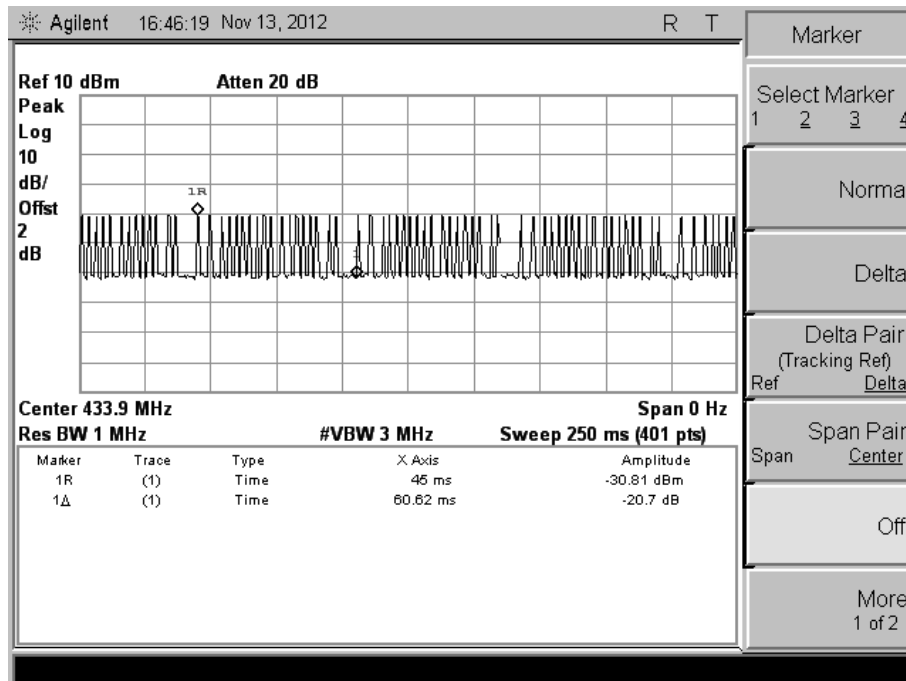 Agilent 16:46:19 Nov 13, 2012 R T
Ref 10 dBm Atten 20 dB
Peak
Log
10
dB/
Offst
2
dB
1R
1
Center 433.9 MHz Span 0 Hz
Res BW 1 MHz #VBW 3 MHz Sweep 250 ms (401 pts)
Marker Trace Type X Axis Amplitude
1R (1) Time 45 ms -30.81 dBm
1Δ (1) Time 60.62 ms -20.7 dB
Marker
Select Marker
1 2 3 4
Norma
Delta
Delta Pair
(Tracking Ref)
Ref Delta
Span Pair
Span Center
Off
More
1 of 2